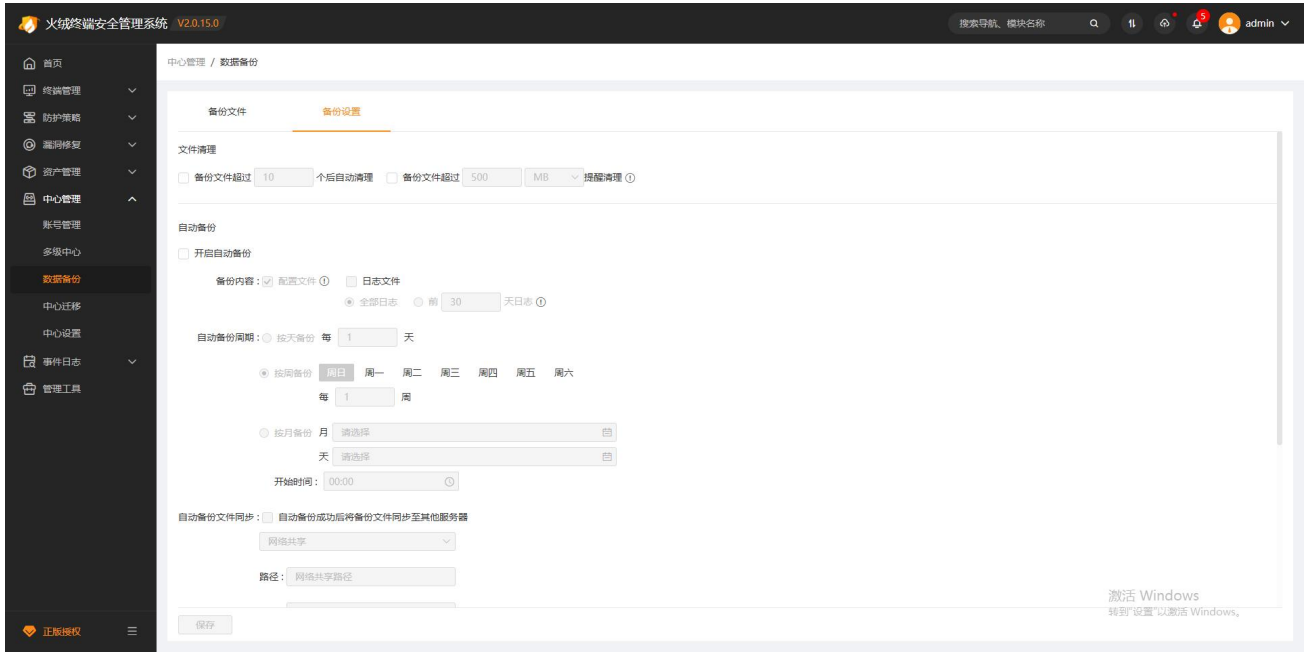 火绒终端安全管理系统 V2.0.15.0 搜索导航、模块名称 5 admin
首页
中心管理 / 数据备份
终端管理
防护策略
漏洞修复
资产管理
中心管理
账号管理
多级中心
数据备份
中心迁移
中心设置
事件日志
管理工具
正版授权
备份文件 备份设置
文件清理
备份文件超过 10 个后自动清理 备份文件超过 500 MB 提醒清理
自动备份
开启自动备份
备份内容: 配置文件 日志文件
全部日志 前 30 天日志
自动备份周期: 按天备份 每 1 天
按周备份 周日 周一 周二 周三 周四 周五 周六
每 1 周
按月备份 月 请选择
天 请选择
开始时间: 00:00
自动备份文件同步: 自动备份成功后将备份文件同步至其他服务器
网络共享
路径: 网络共享路径
保存
激活 Windows
转到"设置"以激活 Windows。